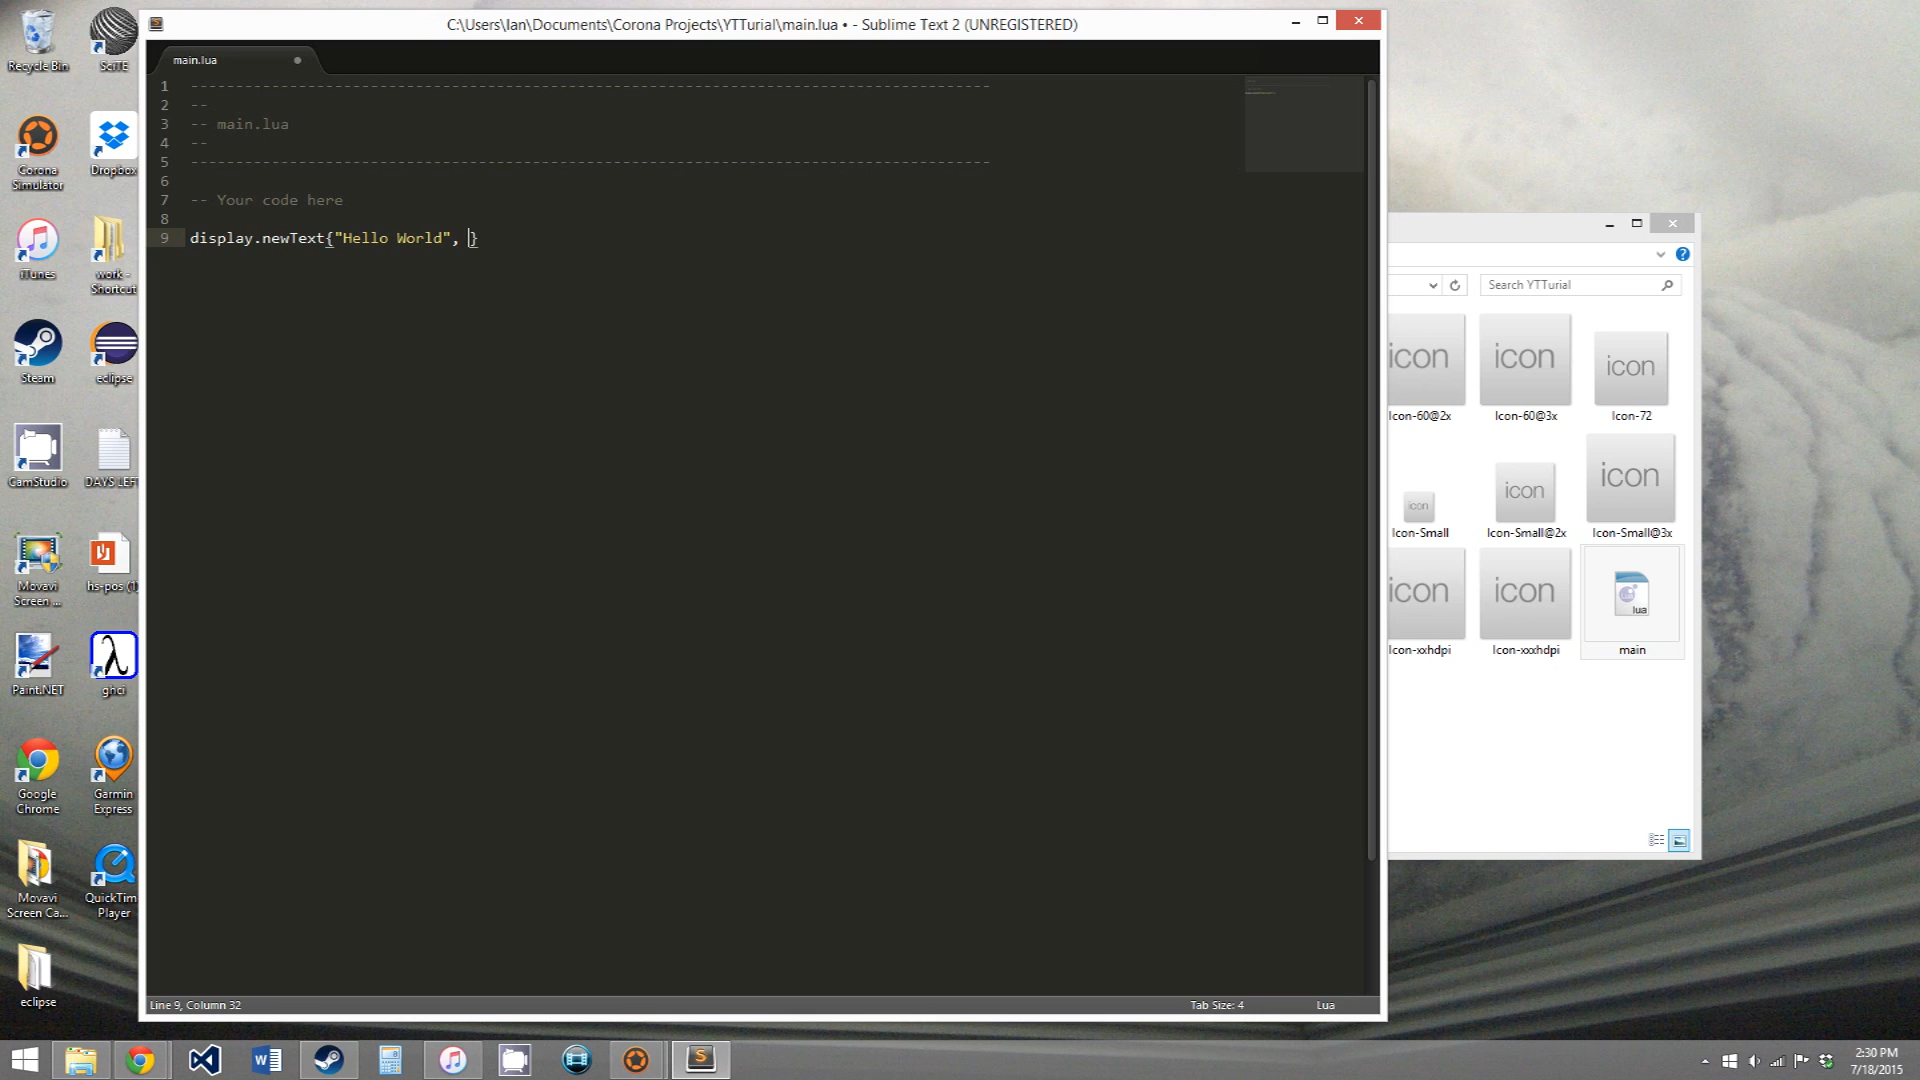 C:\Users\Ian\Documents\Corona Projects\YTTurial\main.lua • - Sublime Text 2 (UNREGISTERED)
main.lua
1 -----------------------------------------------------------------------------------------
2 --
3 -- main.lua
4 --
5 -----------------------------------------------------------------------------------------
6
7 -- Your code here
8
9 display.newText{"Hello World", }
Line 9, Column 32
Tab Size: 4
Lua
Recycle Bin
SciTE
Corona Simulator
Dropbox
iTunes
work - Shortcut
Steam
eclipse
CamStudio
DAYS LEFT
Movavi Screen ...
hs-pos (1)
Paint.NET
ghci
Google Chrome
Garmin Express
Movavi Screen Ca...
QuickTim Player
eclipse
Search YTTurial
icon
icon
icon
Icon-60@2x
Icon-60@3x
Icon-72
icon
icon
icon
Icon-Small
Icon-Small@2x
Icon-Small@3x
icon
icon
lua
Icon-xxhdpi
Icon-xxxhdpi
main
2:30 PM
7/18/2015